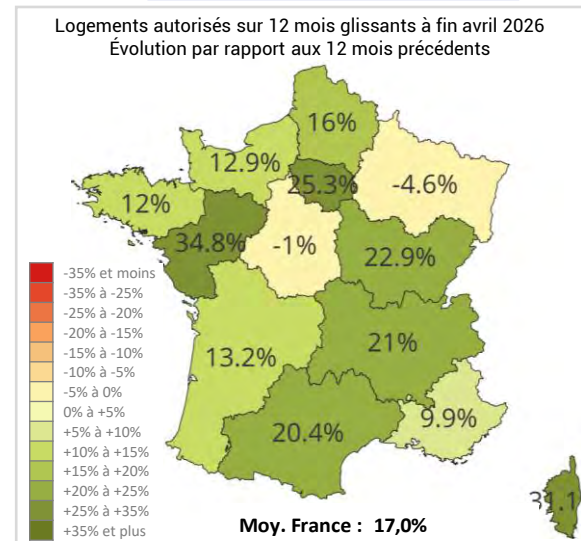 Logements autorisés sur 12 mois glissants à fin avril 2026
Évolution par rapport aux 12 mois précédents
16%
12.9%
25.3%
-4.6%
12%
34.8%
-1%
22.9%
-35% et moins
-35% à -25%
-25% à -20%
-20% à -15%
-15% à -10%
-10% à -5%
-5% à 0%
0% à +5%
+5% à +10%
+10% à +15%
+15% à +20%
+20% à +25%
+25% à +35%
+35% et plus
13.2%
21%
20.4%
9.9%
31.1
Moy. France : 17,0%